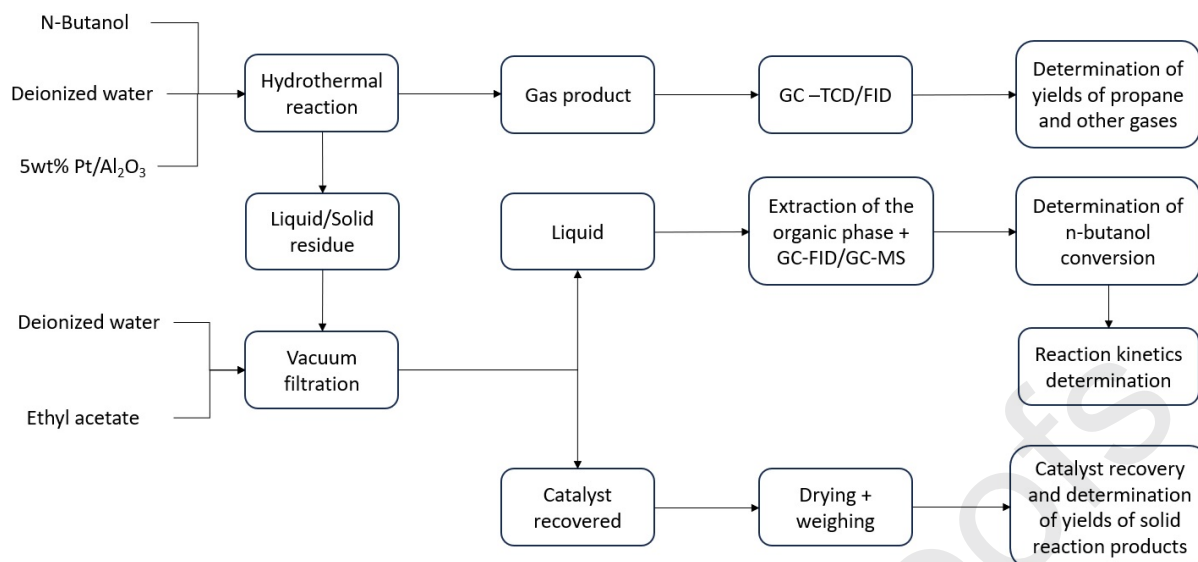 N-Butanol
Deionized water
5wt% Pt/Al₂O₃
Hydrothermal
reaction
Gas product
GC –TCD/FID
Determination of
yields of propane
and other gases
Liquid/Solid
residue
Liquid
Extraction of the
organic phase +
GC-FID/GC-MS
Determination of
n-butanol
conversion
Deionized water
Ethyl acetate
Vacuum
filtration
Reaction kinetics
determination
Catalyst
recovered
Drying +
weighing
Catalyst recovery
and determination
of yields of solid
reaction products
oofs